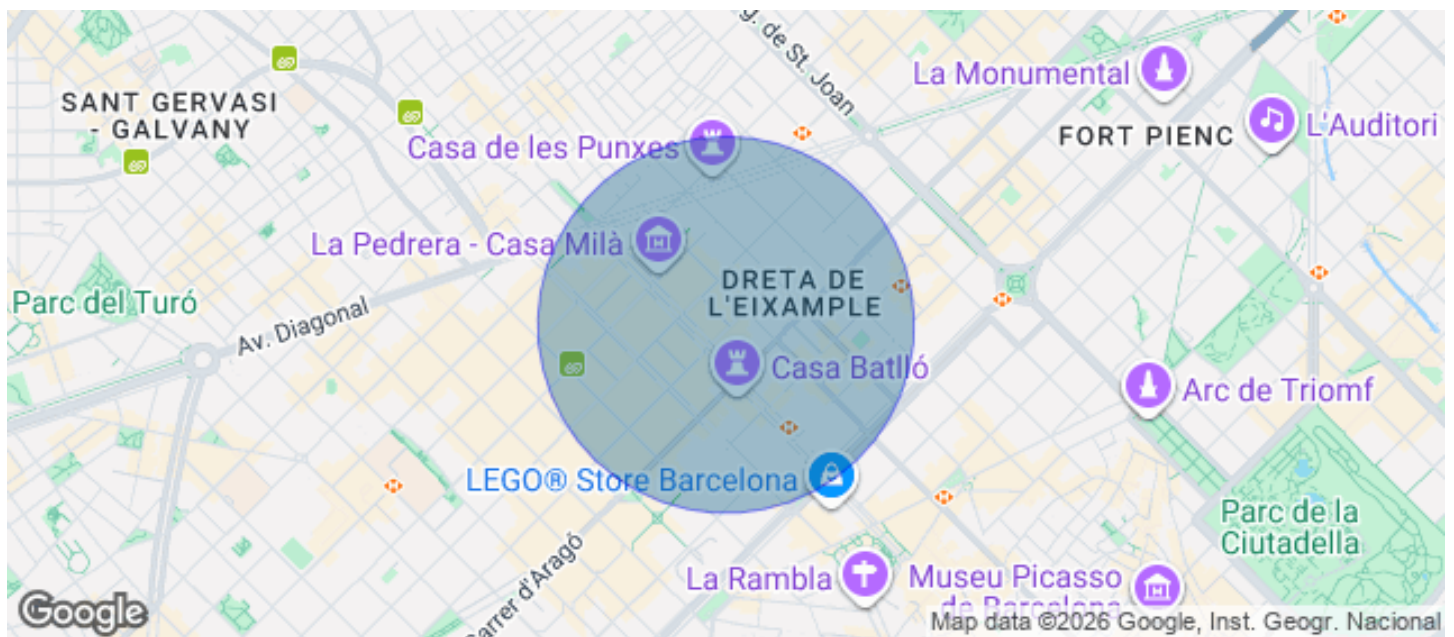 g. de St. Joan
La Monumental
SANT GERVASI
- GALVANY
L'Auditori
FORT PIENC
Casa de les Punxes
La Pedrera - Casa Milà
DRETA DE
L'EIXAMPLE
Parc del Turó
Av. Diagonal
Casa Batlló
Arc de Triomf
LEGO® Store Barcelona
Parc de la
Ciutadella
Carrer d'Aragó
La Rambla
Museu Picasso
de Barcelona
Google
Map data ©2026 Google, Inst. Geogr. Nacional